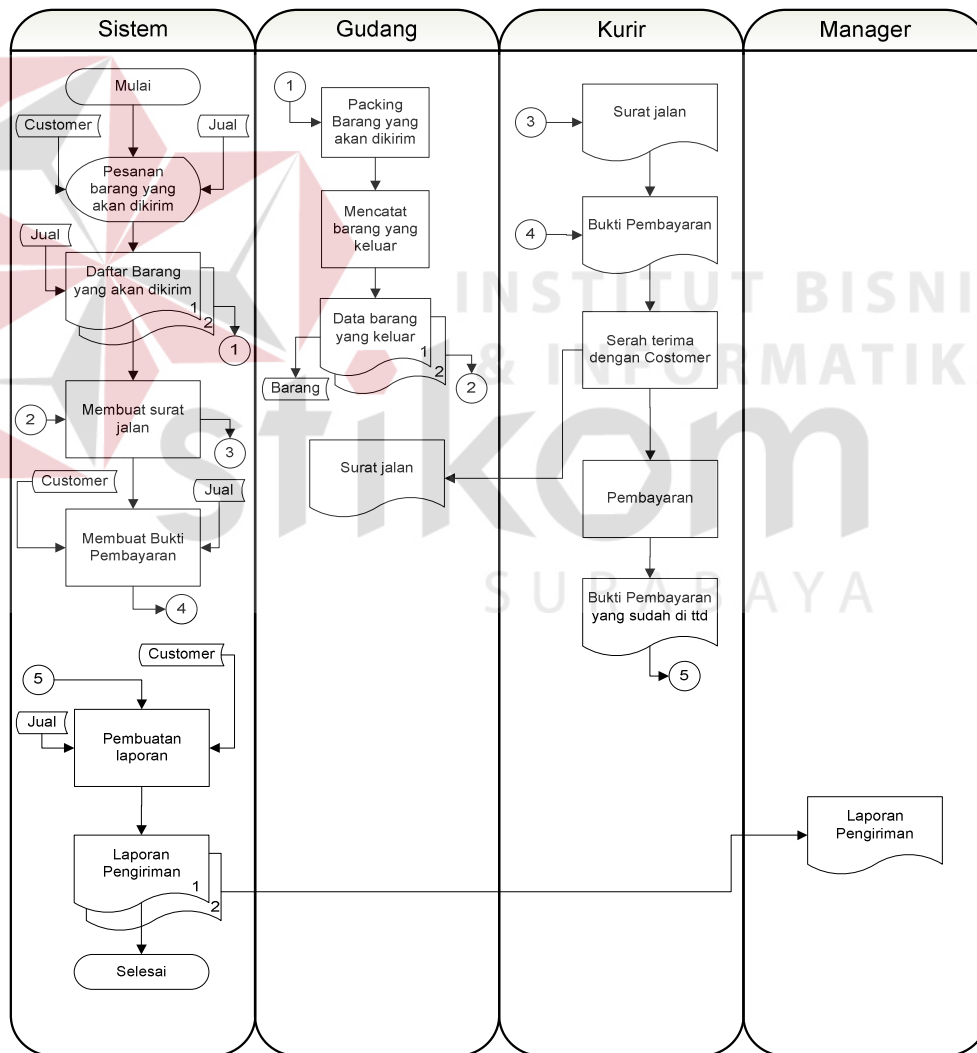 Sistem
Gudang
Kurir
Manager
Mulai
Customer
Jual
Pesanan
barang yang
akan dikirim
Jual
Daftar Barang
yang akan dikirim
1
2
1
2
Membuat surat
jalan
3
Customer
Jual
Membuat Bukti
Pembayaran
4
Customer
5
Jual
Pembuatan
laporan
Laporan
Pengiriman
1
2
Selesai
1
Packing
Barang yang
akan dikirim
Mencatat
barang yang
keluar
Data barang
yang keluar
1
2
Barang
2
Surat jalan
3
Surat jalan
4
Bukti Pembayaran
Serah terima
dengan Costomer
Pembayaran
Bukti Pembayaran
yang sudah di ttd
5
Laporan
Pengiriman
INSTITUT BISNI
& INFORMATIKA
stikom
SURABAYA